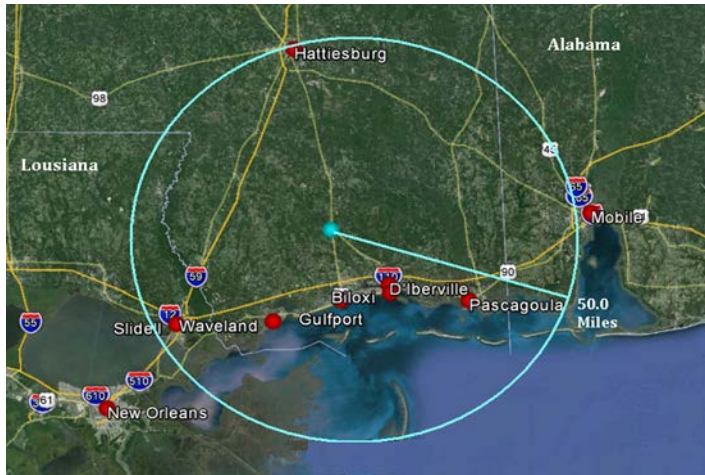 Hattiesburg
Alabama
98
Lousiana
45
65
Mobile
59
90
110
D'Iberville
Biloxi
Pascagoula
50.0
Miles
12
Slidell
Waveland
Gulfport
55
510
610
61
New Orleans